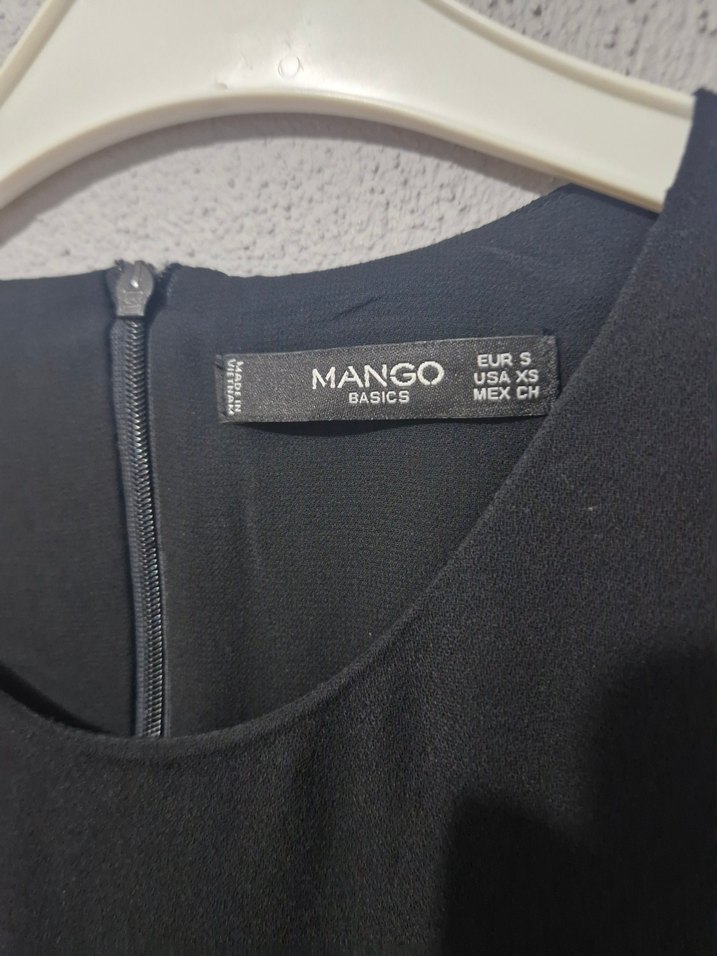 MADE IN
VIETNAM
MANGO
BASICS
EUR S
USA XS
MEX CH